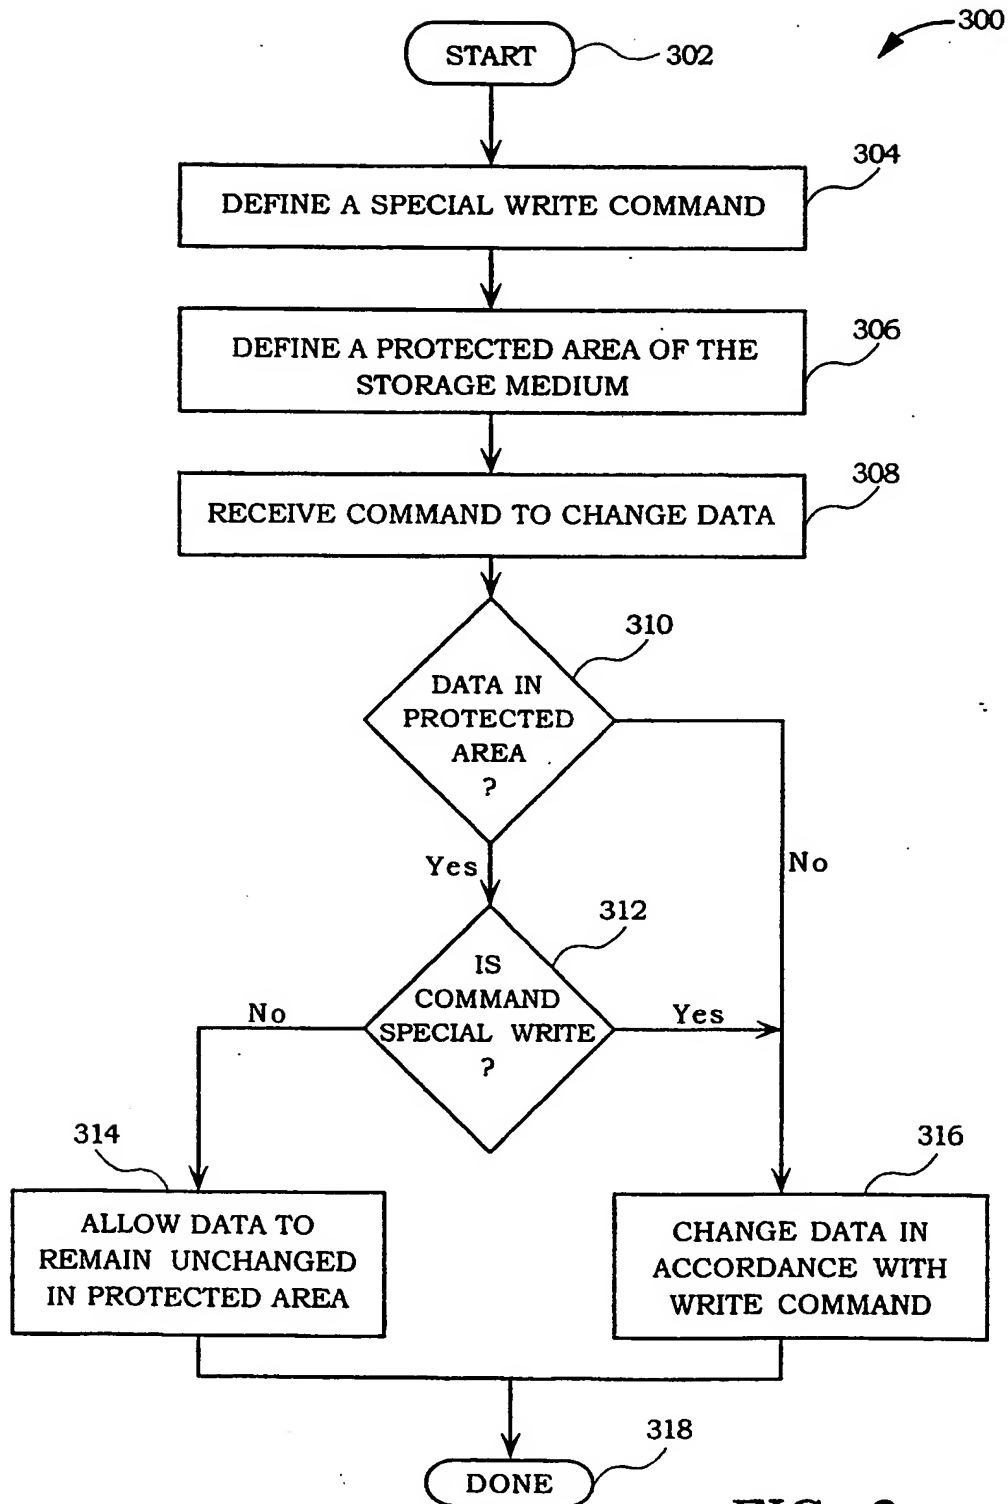 300
START
302
304
DEFINE A SPECIAL WRITE COMMAND
306
DEFINE A PROTECTED AREA OF THE
STORAGE MEDIUM
308
RECEIVE COMMAND TO CHANGE DATA
310
DATA IN
PROTECTED
AREA
?
Yes
No
312
IS
COMMAND
SPECIAL WRITE
?
No
Yes
314
316
ALLOW DATA TO
REMAIN UNCHANGED
IN PROTECTED AREA
CHANGE DATA IN
ACCORDANCE WITH
WRITE COMMAND
318
DONE